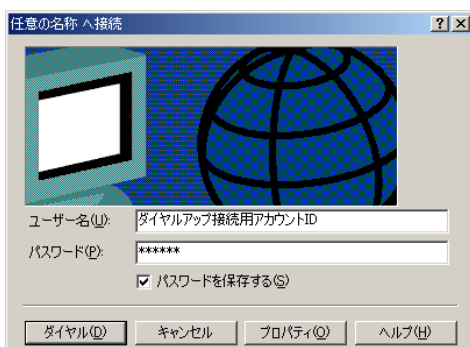 任意の名称 へ接続
ユーザー名(U): ダイヤルアップ接続用アカウントID
パスワード(P): ******
パスワードを保存する(S)
ダイヤル(D) キャンセル プロパティ(O) ヘルプ(H)